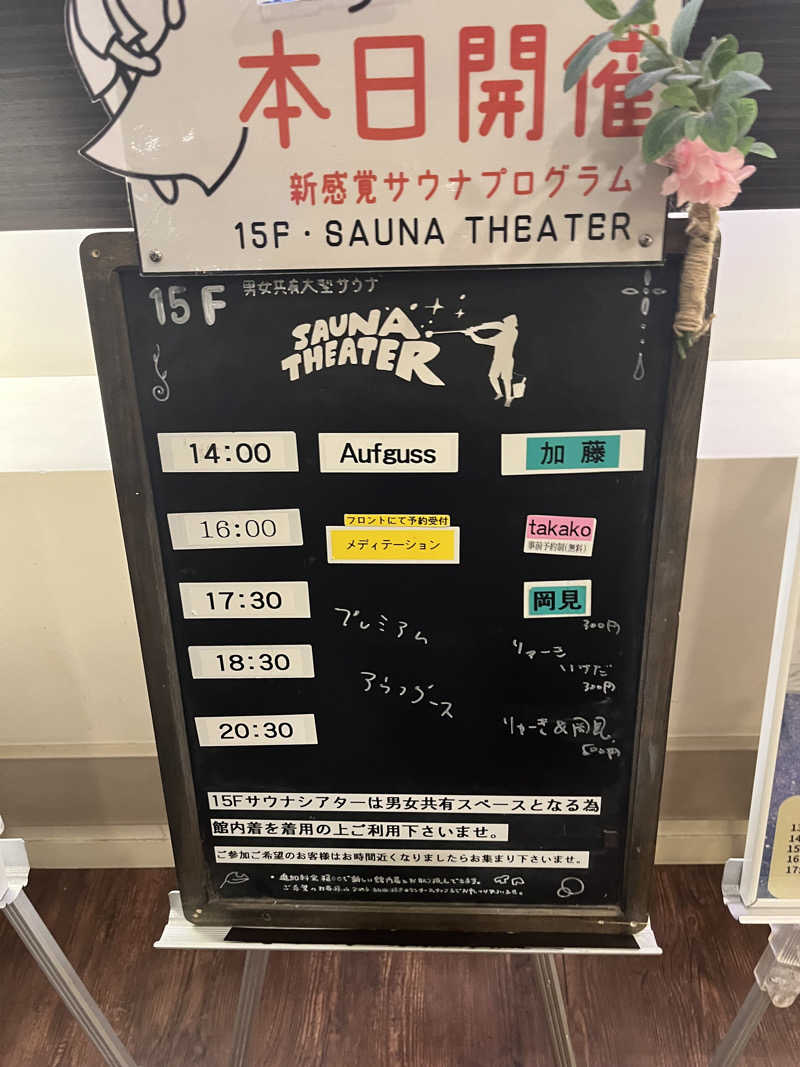 本日開催
新感覚サウナプログラム
15F・SAUNA THEATER
15F 男女共有大型サウナ
SAUNA THEATER
14:00 Aufguss 加藤
16:00 フロントにて予約受付 メディテーション takako 事前予約制(無料)
17:30 岡見 300円
プレミアム
18:30 いけだ 300円
アウフグース
20:30 りゅーき&岡見 500円
15Fサウナシアターは男女共有スペースとなる為
館内着を着用の上ご利用下さいませ。
ご参加ご希望のお客様はお時間近くなりましたらお集まり下さいませ。